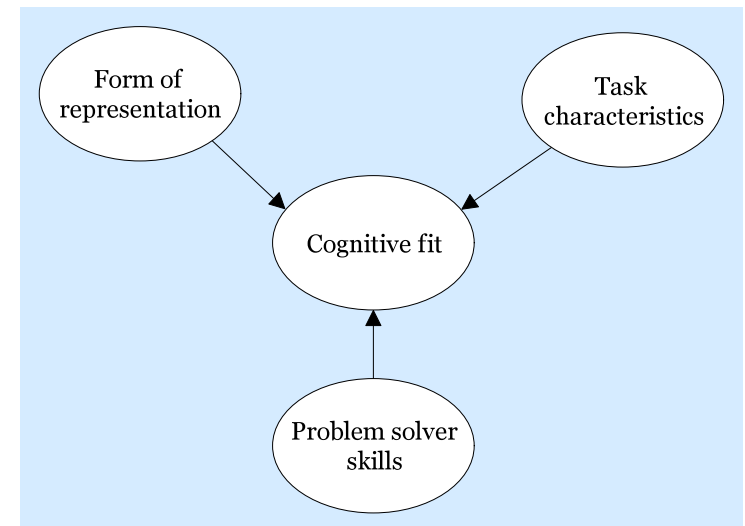 Form of
representation
Task
characteristics
Cognitive fit
Problem solver
skills